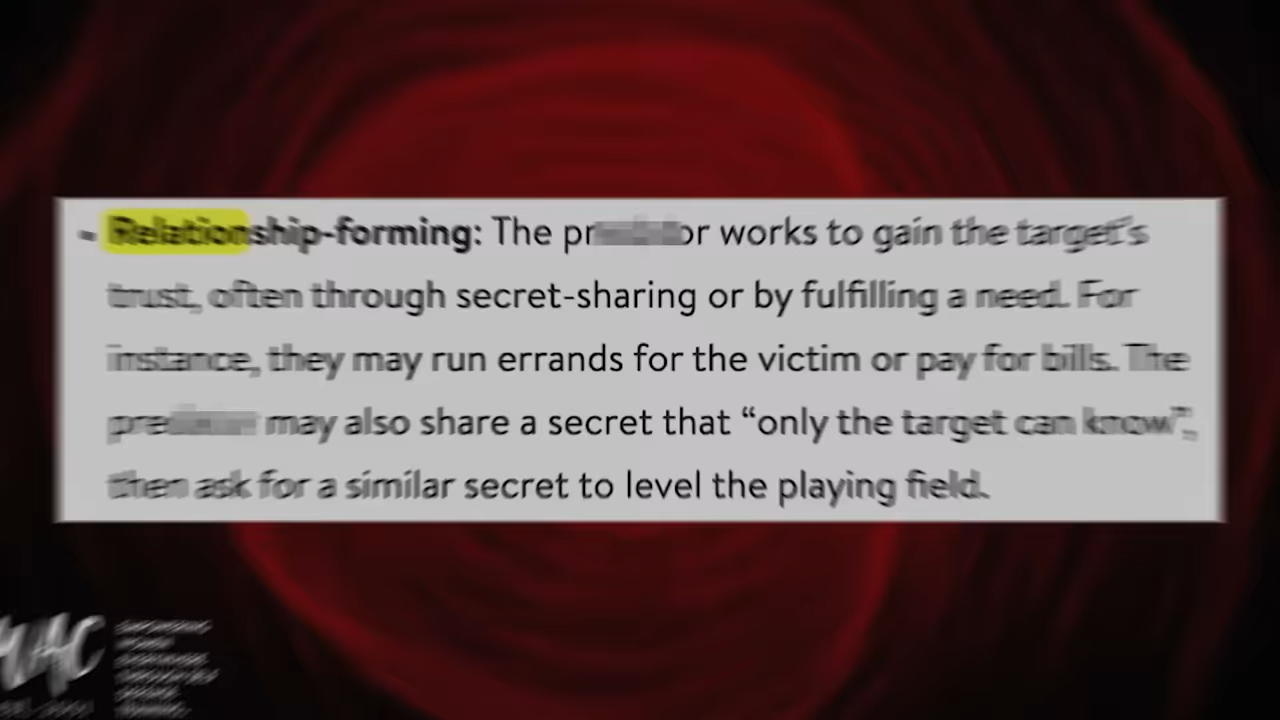 - Relationship-forming: The works to gain the target's
trust, often through secret-sharing or by fulfilling a need. For
instance, they may run errands for the victim or pay for bills. The
may also share a secret that “only the target can know”,
then ask for a similar secret to level the playing field.